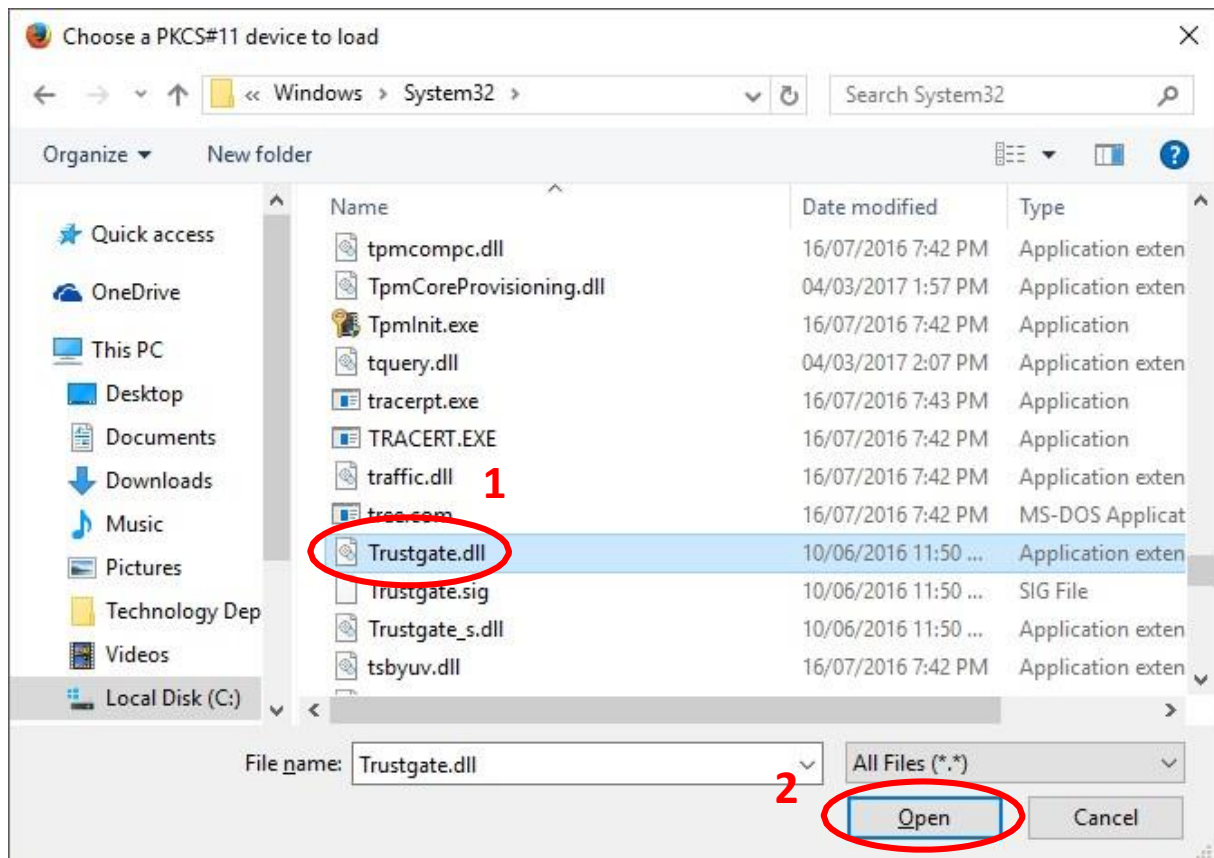 Choose a PKCS#11 device to load
« Windows > System32 >
Search System32
Organize New folder
Name Date modified Type
Quick access
OneDrive
This PC
Desktop
Documents
Downloads
Music
Pictures
Technology Dep
Videos
Local Disk (C:)
tpmcompc.dll 16/07/2016 7:42 PM Application exten
TpmCoreProvisioning.dll 04/03/2017 1:57 PM Application exten
TpmInit.exe 16/07/2016 7:42 PM Application
tquery.dll 04/03/2017 2:07 PM Application exten
tracerpt.exe 16/07/2016 7:43 PM Application
TRACERT.EXE 16/07/2016 7:42 PM Application
traffic.dll 16/07/2016 7:42 PM Application exten
1
tree.com 16/07/2016 7:42 PM MS-DOS Applicat
Trustgate.dll 10/06/2016 11:50 ... Application exten
Trustgate.sig 10/06/2016 11:50 ... SIG File
Trustgate_s.dll 10/06/2016 11:50 ... Application exten
tsbyuv.dll 16/07/2016 7:42 PM Application exten
File name: Trustgate.dll
All Files (*.*)
2
Open Cancel